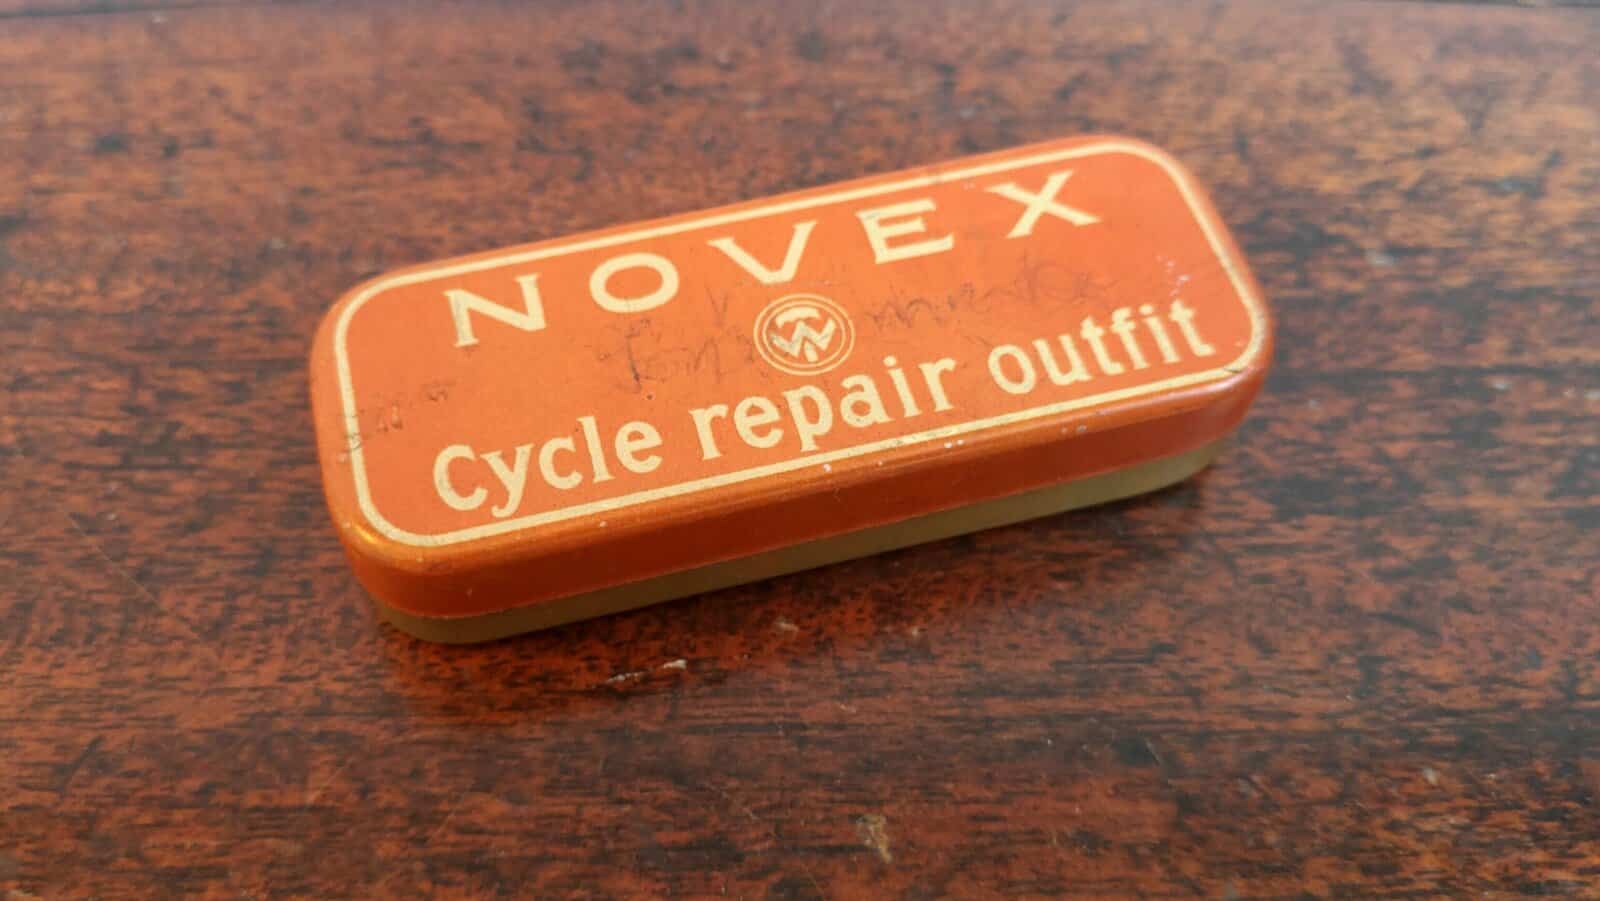 NOVEX
Cycle repair outfit